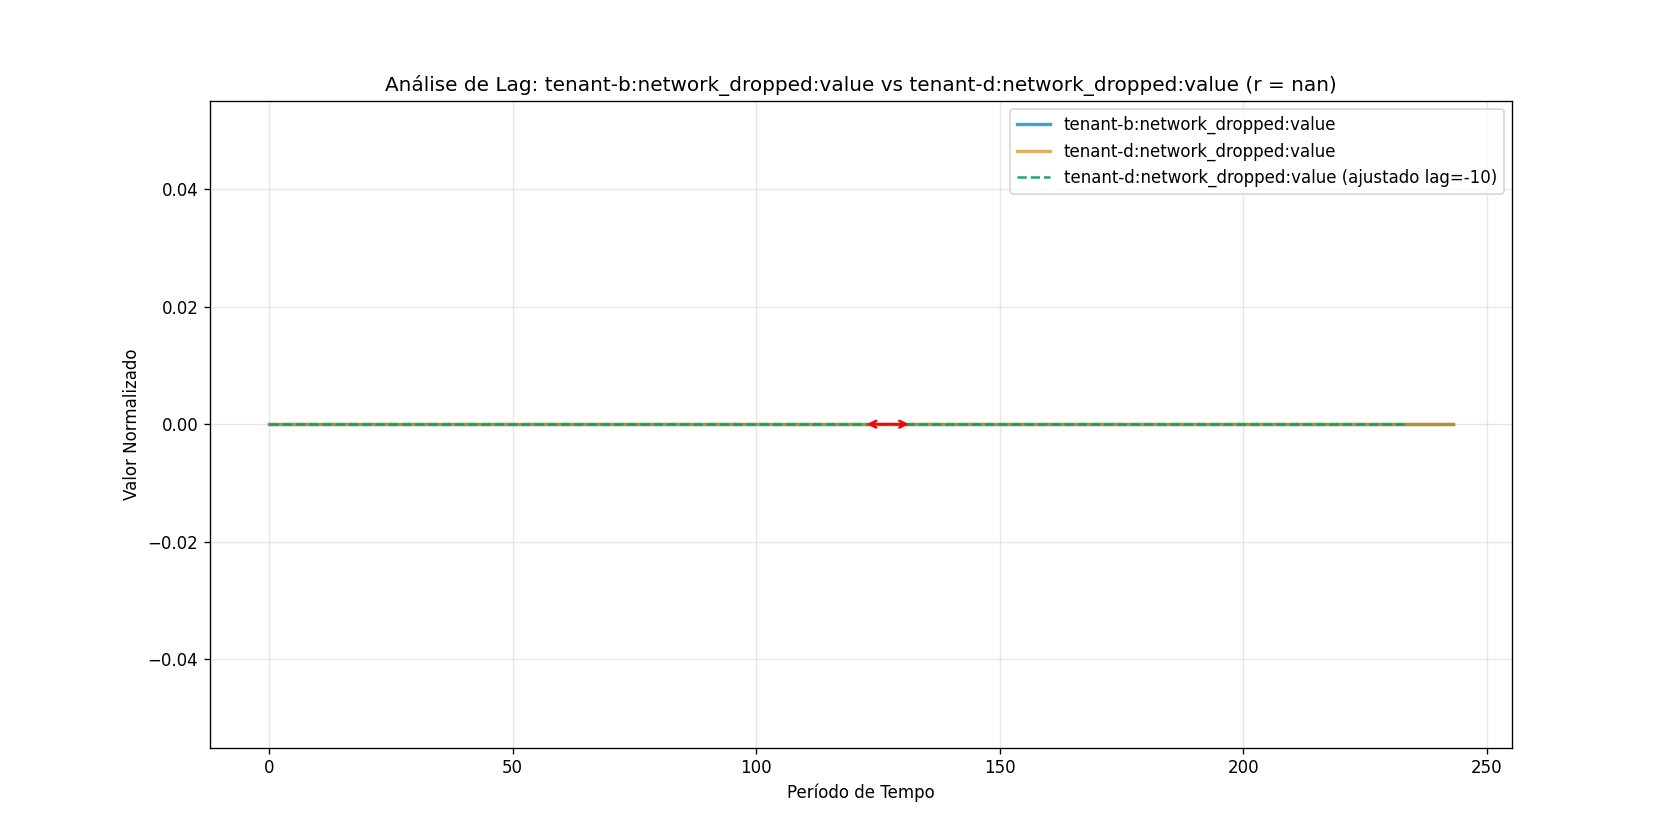 Análise de Lag: tenant-b:network_dropped:value vs tenant-d:network_dropped:value (r = nan)
tenant-b:network_dropped:value
tenant-d:network_dropped:value
tenant-d:network_dropped:value (ajustado lag=-10)
Valor Normalizado
0.04
0.02
0.00
−0.02
−0.04
0
50
100
150
200
250
Período de Tempo